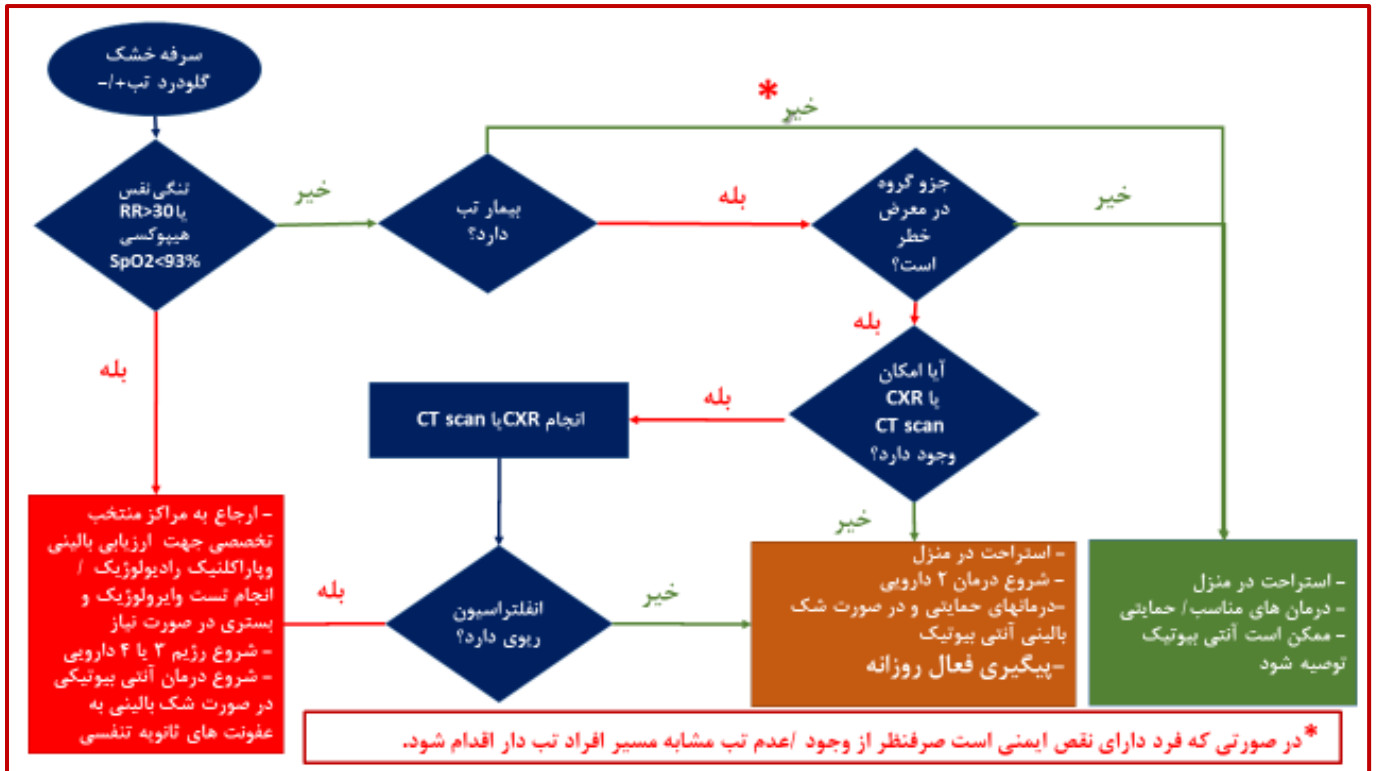 سرفه خشک
گلودرد تب+/-
*
خیر
تنگی نفس
یا RR>30
هیپوکسی
SpO2<93%
خیر
بیمار تب
دارد؟
بله
جزو گروه
در معرض
خطر
است؟
خیر
بله
بله
آیا امکان
یا CXR
CT scan
وجود دارد؟
بله
انجام CXRیا CT scan
خیر
- ارجاع به مراکز منتخب
تخصصی جهت ارزیابی بالینی
وپاراکلنیک رادیولوژیک /
انجام تست وایرولوژیک و
بستری در صورت نیاز
- شروع رژیم ۳ یا ۴ دارویی
- شروع درمان آنتی بیوتیکی
در صورت شک بالینی به
عفونت های ثانویه تنفسی
بله
انفلتراسیون
ریوی دارد؟
خیر
- استراحت در منزل
- شروع درمان ۲ دارویی
-درمانهای حمایتی و در صورت شک
بالینی آنتی بیوتیک
-پیگیری فعال روزانه
- استراحت در منزل
- درمان های مناسب/ حمایتی
- ممکن است آنتی بیوتیک
توصیه شود
*در صورتی که فرد دارای نقص ایمنی است صرفنظر از وجود /عدم تب مشابه مسیر افراد تب دار اقدام شود.